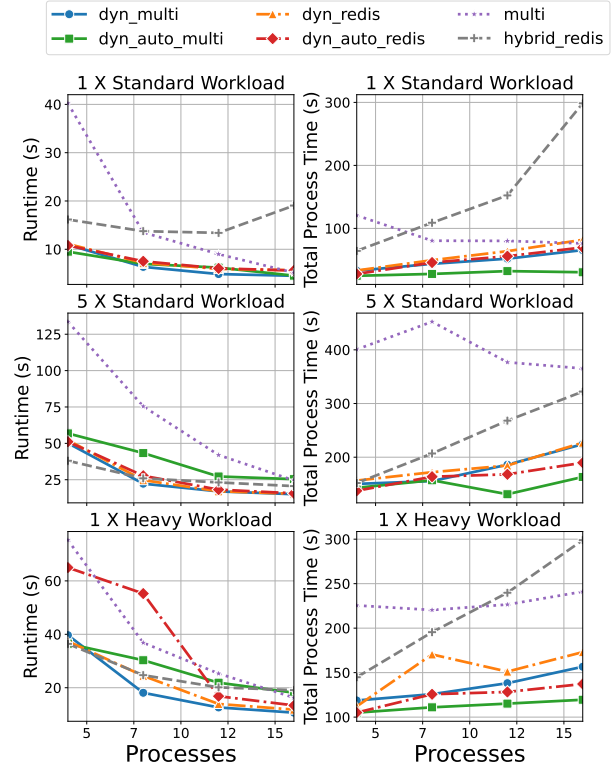 dyn_multi dyn_redis multi
dyn_auto_multi dyn_auto_redis hybrid_redis
1 X Standard Workload
Runtime (s)
40
30
20
10
1 X Standard Workload
Total Process Time (s)
300
200
100
5 X Standard Workload
Runtime (s)
125
100
75
50
25
5 X Standard Workload
Total Process Time (s)
400
300
200
1 X Heavy Workload
Runtime (s)
60
40
20
5 7 10 12 15
Processes
1 X Heavy Workload
Total Process Time (s)
300
250
200
150
100
5 7 10 12 15
Processes